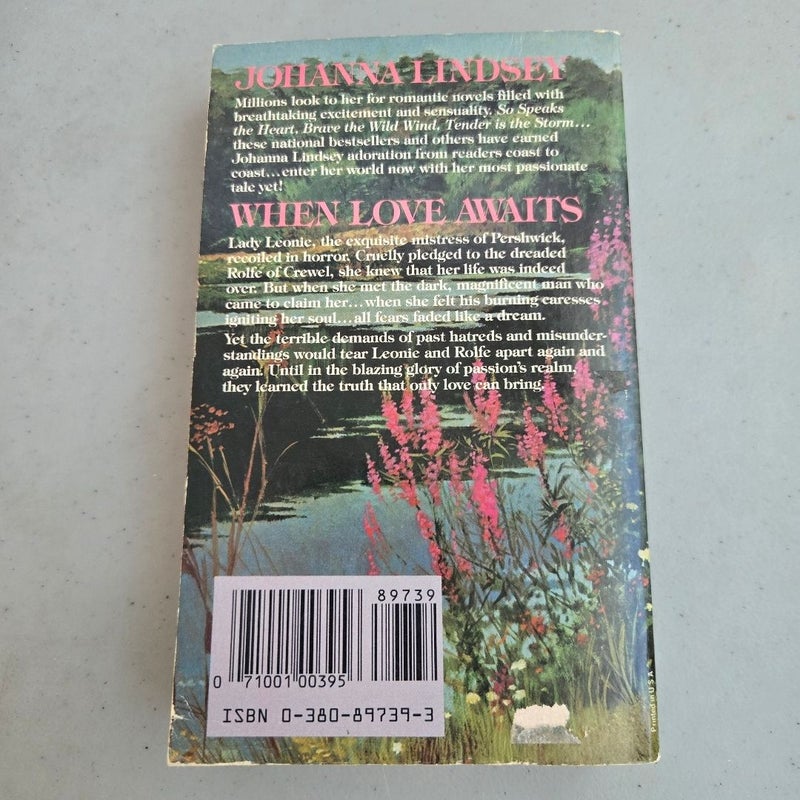 JOHANNA LINDSEY
Millions look to her for romantic novels filled with
breathtaking excitement and sensuality. So Speaks
the Heart, Brave the Wild Wind, Tender is the Storm...
these national bestsellers and others have earned
Johanna Lindsey adoration from readers coast to
coast...enter her world now with her most passionate
tale yet!
WHEN LOVE AWAITS
Lady Leonie, the exquisite mistress of Pershwick,
recoiled in horror. Cruelly pledged to the dreaded
Rolfe of Crewel, she knew that her life was indeed
over. But when she met the dark, magnificent man who
came to claim her...when she felt his burning caresses
igniting her soul...all fears faded like a dream.
Yet the terrible demands of past hatreds and misunder-
standings would tear Leonie and Rolfe apart again and
again. Until in the blazing glory of passion's realm,
they learned the truth that only love can bring.
89739
0 71001 00395
ISBN 0-380-89739-3
Printed in USA